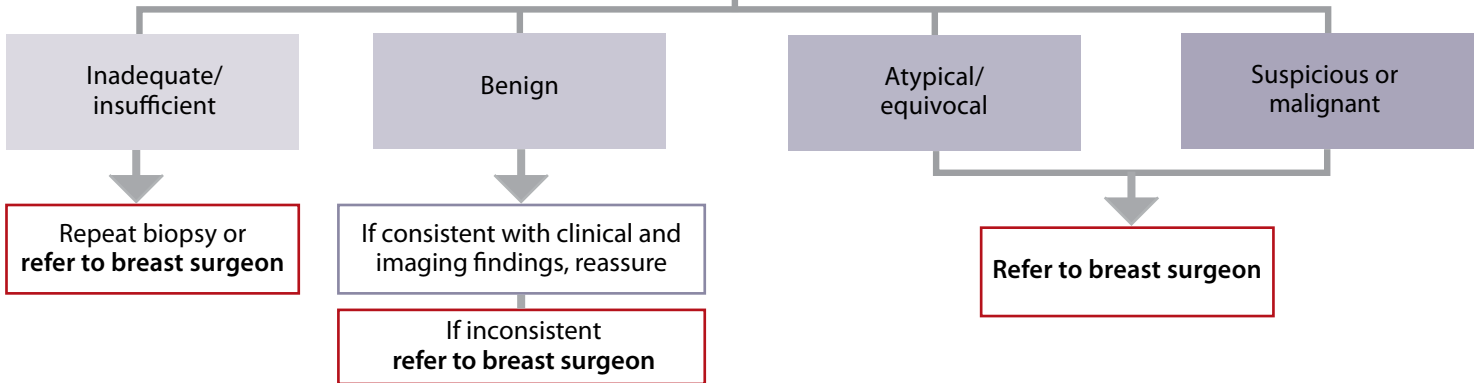 Inadequate/
insufficient
Benign
Atypical/
equivocal
Suspicious or
malignant
Repeat biopsy or
refer to breast surgeon
If consistent with clinical and
imaging findings, reassure
If inconsistent
refer to breast surgeon
Refer to breast surgeon